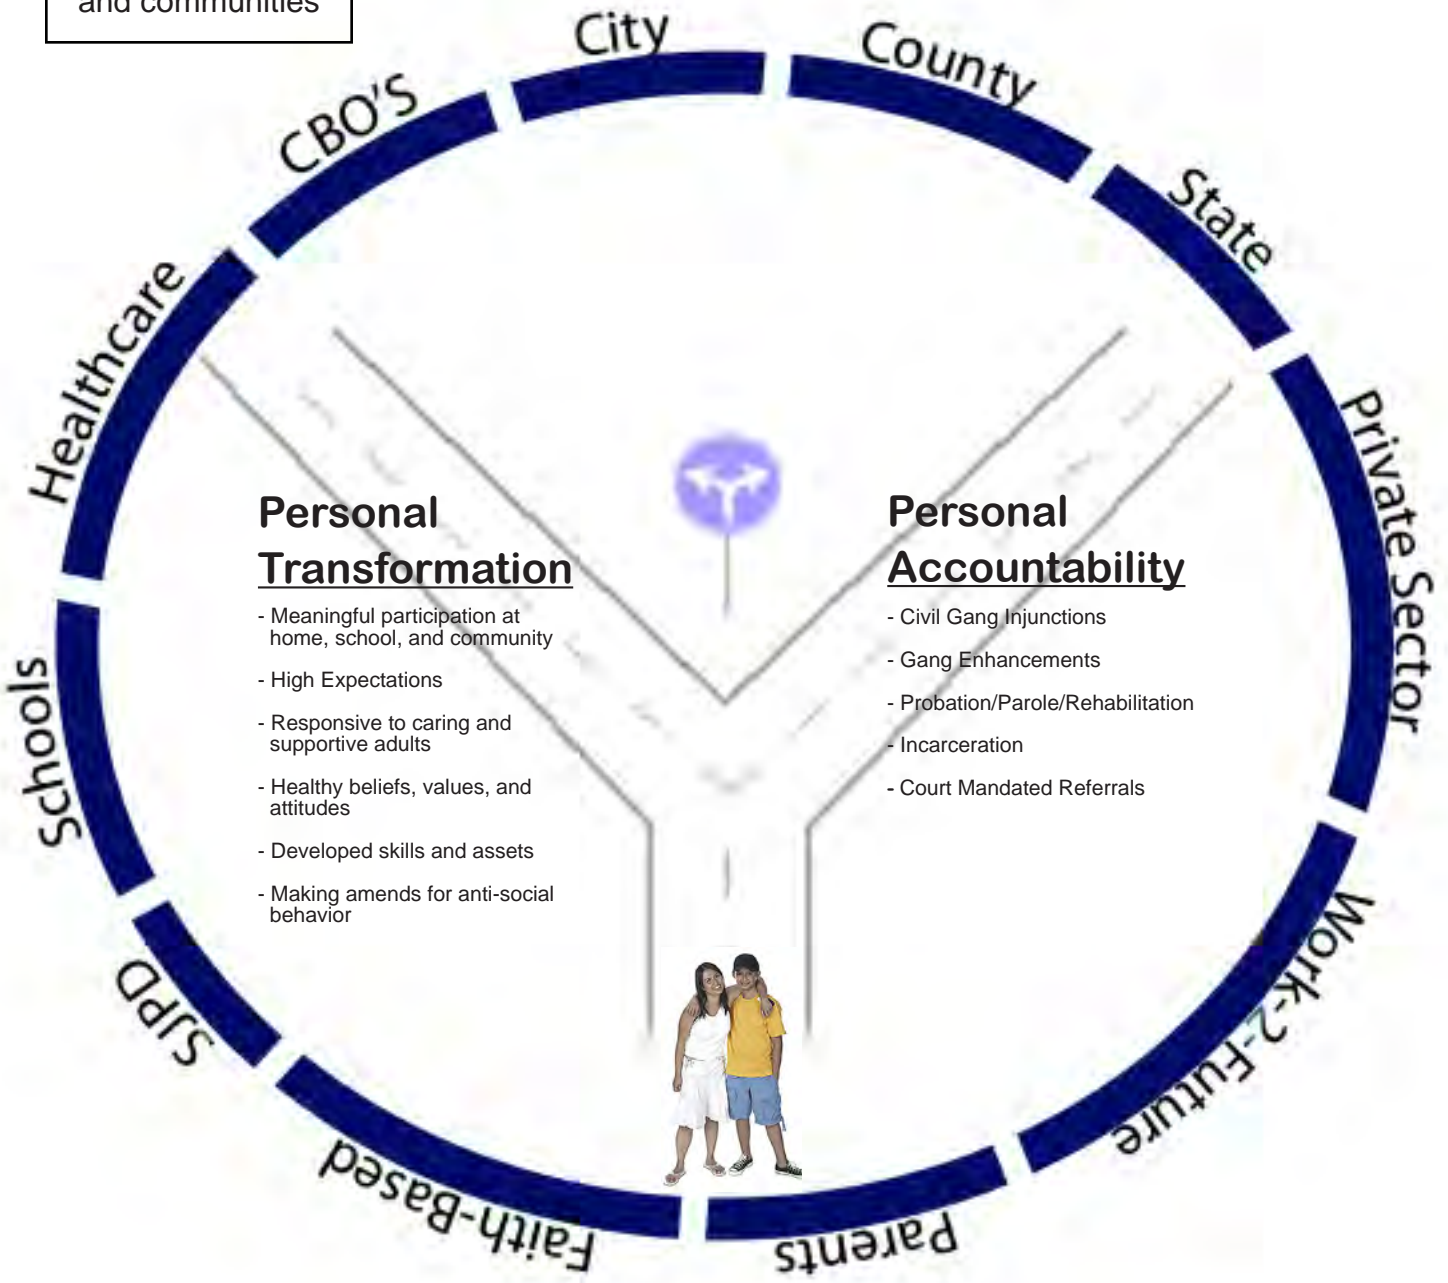 and communities
City
County
State
Private Sector
Work-2-Future
Parents
Faith-Based
SJPD
Schools
Healthcare
CBO'S
Personal
Transformation
- Meaningful participation at
home, school, and community
- High Expectations
- Responsive to caring and
supportive adults
- Healthy beliefs, values, and
attitudes
- Developed skills and assets
- Making amends for anti-social
behavior
Personal
Accountability
- Civil Gang Injunctions
- Gang Enhancements
- Probation/Parole/Rehabilitation
- Incarceration
- Court Mandated Referrals